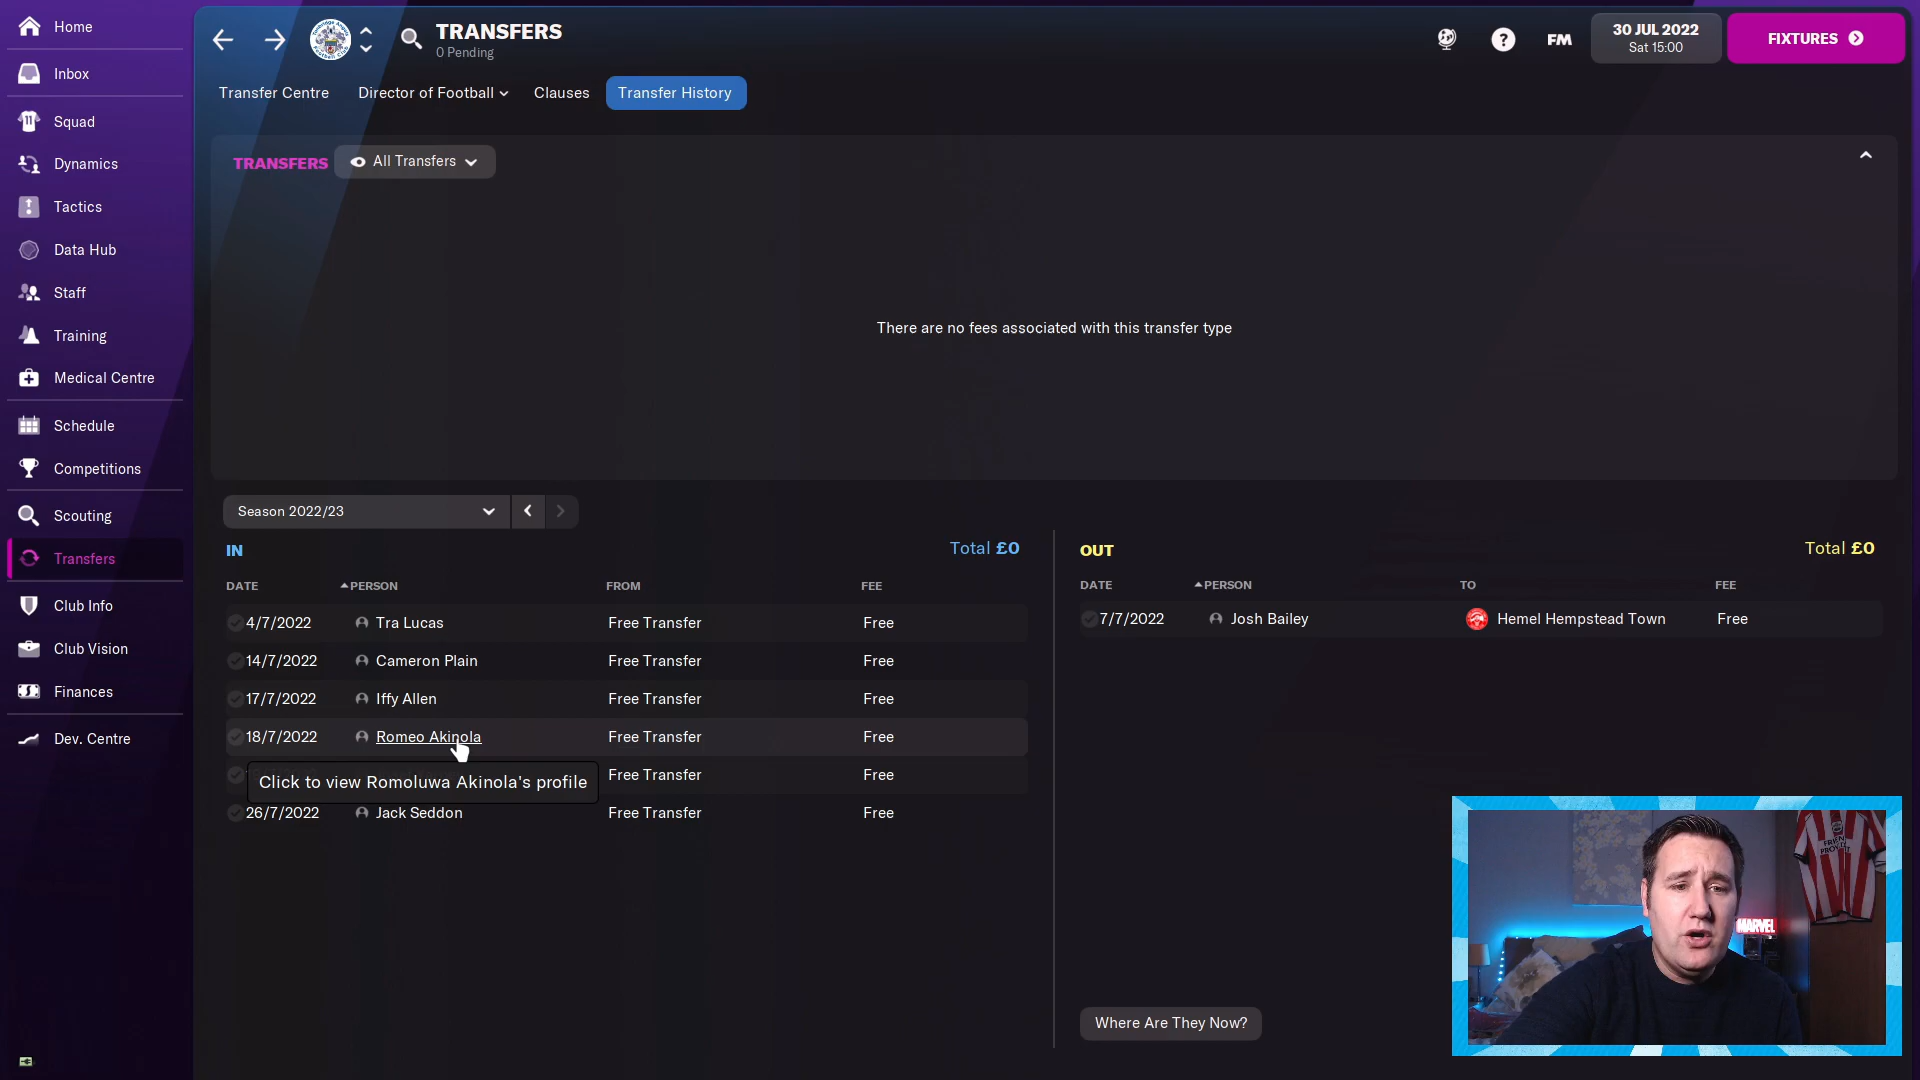 Home
Inbox
Squad
Dynamics
Tactics
Data Hub
Staff
Training
Medical Centre
Schedule
Competitions
Scouting
Transfers
Club Info
Club Vision
Finances
Dev. Centre
TRANSFERS
0 Pending
?
FM
30 JUL 2022
Sat 15:00
FIXTURES
Transfer Centre Director of Football Clauses Transfer History
TRANSFERS All Transfers
There are no fees associated with this transfer type
Season 2022/23
IN Total £0
DATE PERSON FROM FEE
4/7/2022 Tra Lucas Free Transfer Free
14/7/2022 Cameron Plain Free Transfer Free
17/7/2022 Iffy Allen Free Transfer Free
18/7/2022 Romeo Akinola Free Transfer Free
Click to view Romoluwa Akinola's profile
Free Transfer Free
26/7/2022 Jack Seddon Free Transfer Free
OUT Total £0
DATE PERSON TO FEE
7/7/2022 Josh Bailey Hemel Hempstead Town Free
Where Are They Now?
MARVEL